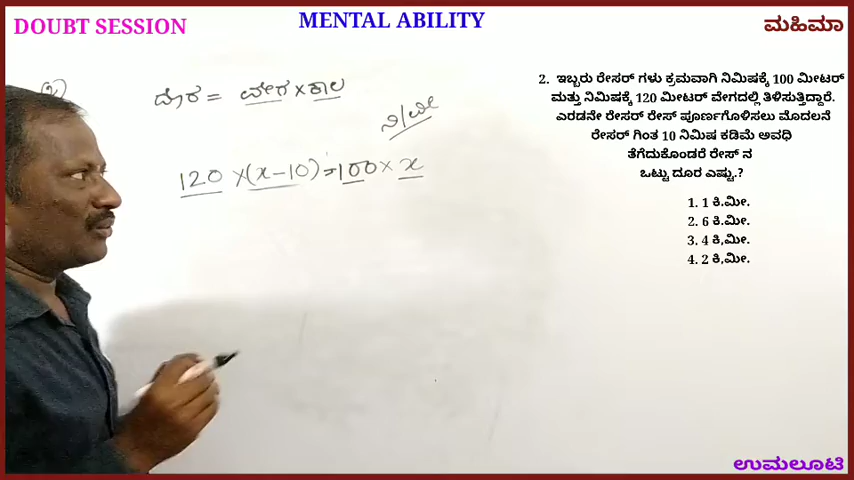 DOUBT SESSION
MENTAL ABILITY
ಮಹಿಮಾ
ದೂರ = ವೇಗ × ಕಾಲ
120 × (x-10) = 100 × x
2. ಇಬ್ಬರು ರೇಸರ್ ಗಳು ಕ್ರಮವಾಗಿ ನಿಮಿಷಕ್ಕೆ 100 ಮೀಟರ್
ಮತ್ತು ನಿಮಿಷಕ್ಕೆ 120 ಮೀಟರ್ ವೇಗದಲ್ಲಿ ತಿಳಿಸುತ್ತಿದ್ದಾರೆ.
ಎರಡನೇ ರೇಸರ್ ರೇಸ್ ಪೂರ್ಣಗೊಳಿಸಲು ಮೊದಲನೆ
ರೇಸರ್ ಗಿಂತ 10 ನಿಮಿಷ ಕಡಿಮೆ ಅವಧಿ
ತೆಗೆದುಕೊಂಡರೆ ರೇಸ್ ನ
ಒಟ್ಟು ದೂರ ಎಷ್ಟು.?
1. 1 ಕಿ.ಮೀ.
2. 6 ಕಿ.ಮೀ.
3. 4 ಕಿ,ಮೀ.
4. 2 ಕಿ,ಮೀ.
ಉಮಲೂಟಿ